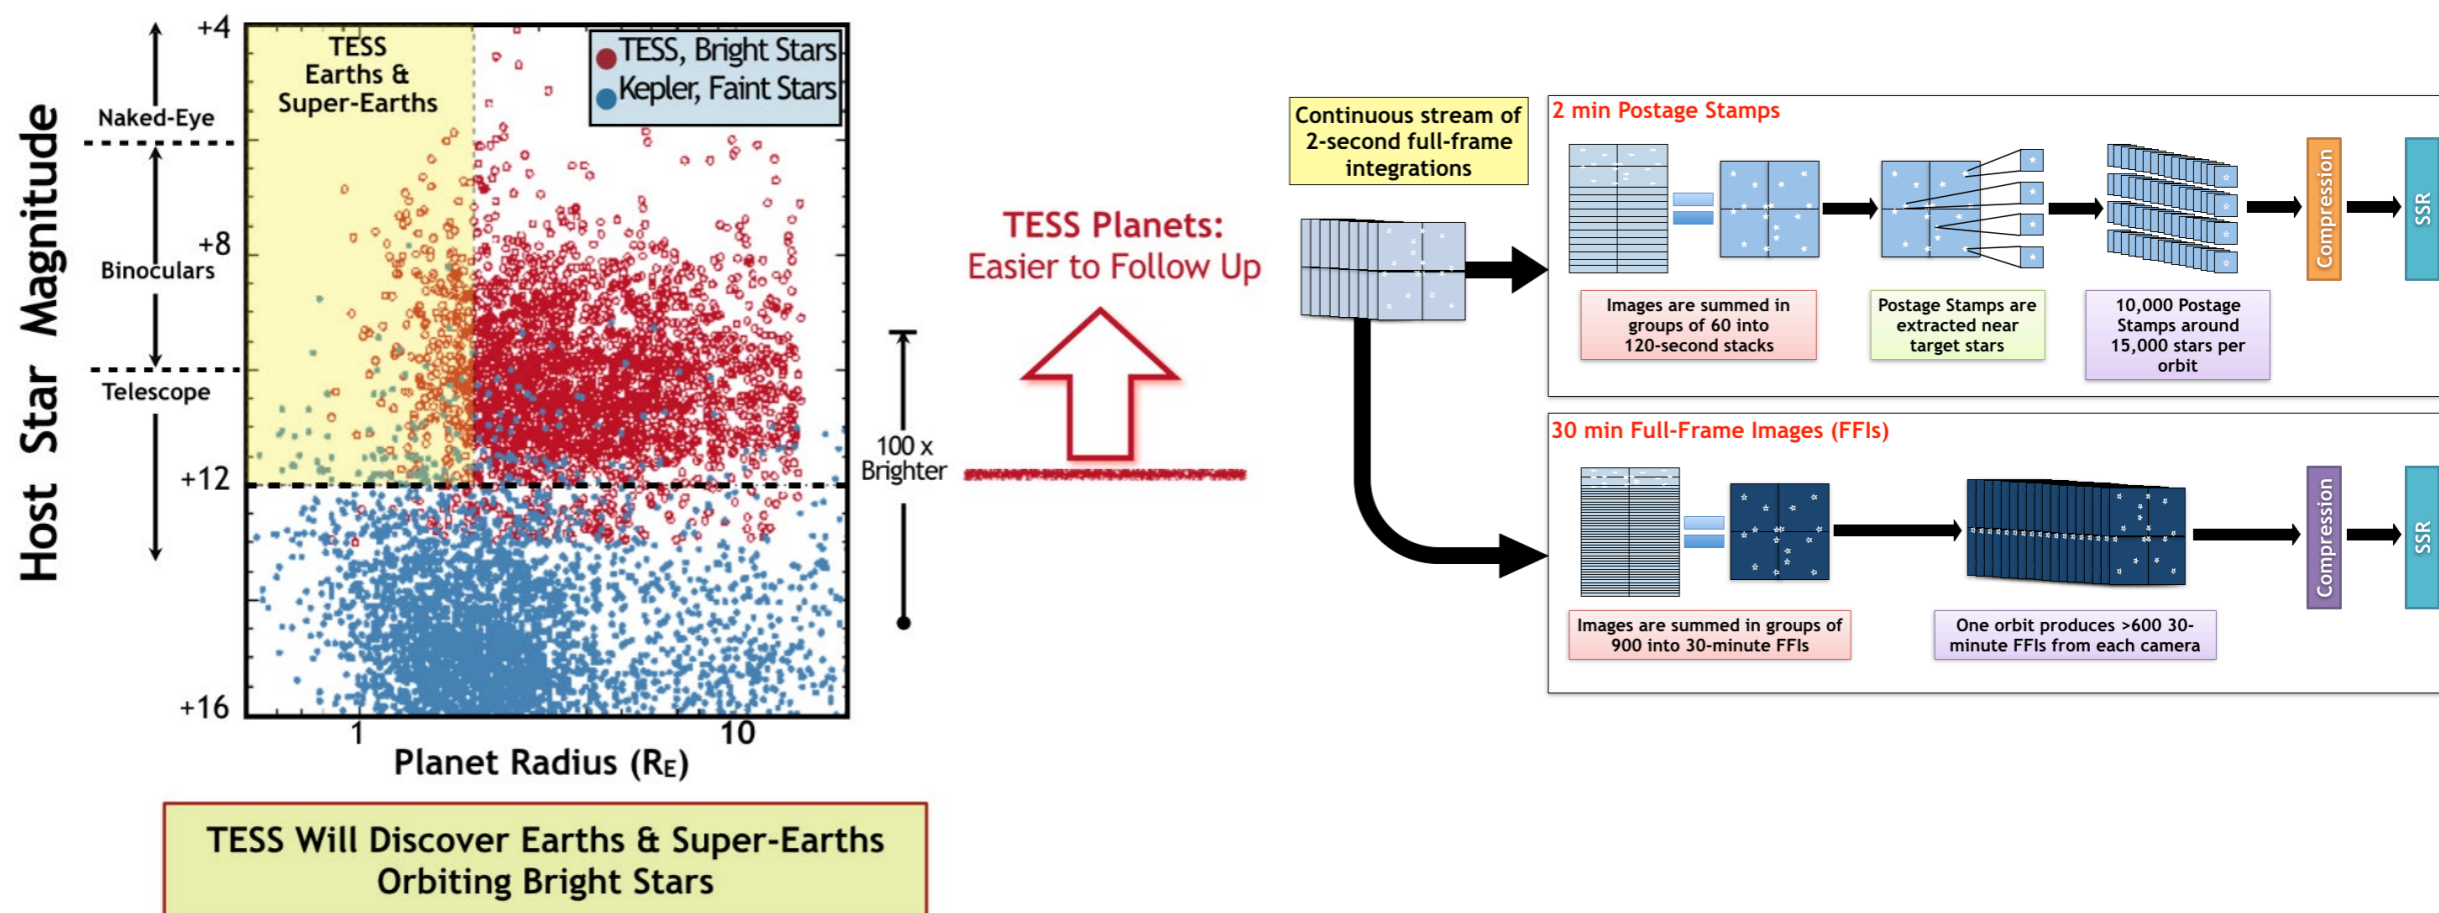 +4
+8
+12
+16
Host Star Magnitude
Naked-Eye
Binoculars
Telescope
TESS
Earths &
Super-Earths
TESS, Bright Stars
Kepler, Faint Stars
1
10
Planet Radius (RE)
100 x
Brighter
TESS Will Discover Earths & Super-Earths
Orbiting Bright Stars
TESS Planets:
Easier to Follow Up
Continuous stream of
2-second full-frame
integrations
2 min Postage Stamps
Images are summed in
groups of 60 into
120-second stacks
Postage Stamps are
extracted near
target stars
10,000 Postage
Stamps around
15,000 stars per
orbit
Compression
SSR
30 min Full-Frame Images (FFIs)
Images are summed in groups of
900 into 30-minute FFIs
One orbit produces >600 30-
minute FFIs from each camera
Compression
SSR